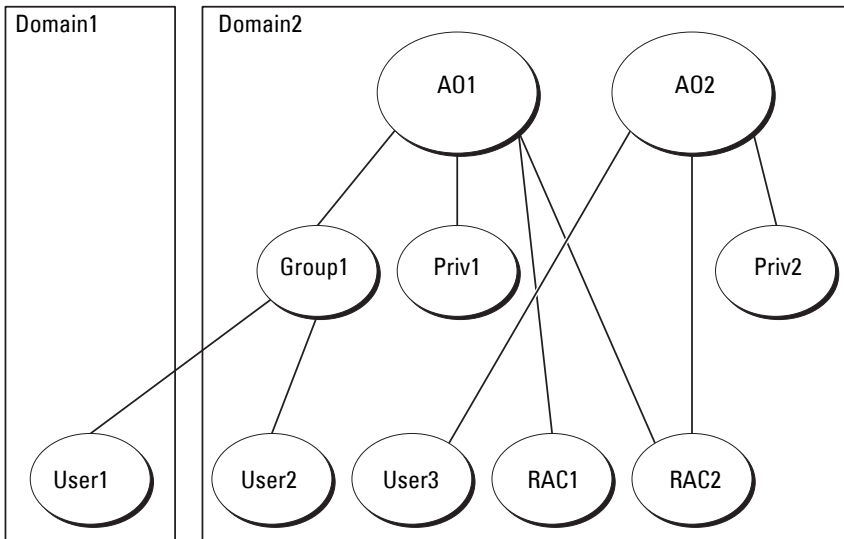 Domain1
Domain2
AO1
AO2
Group1
Priv1
Priv2
User1
User2
User3
RAC1
RAC2